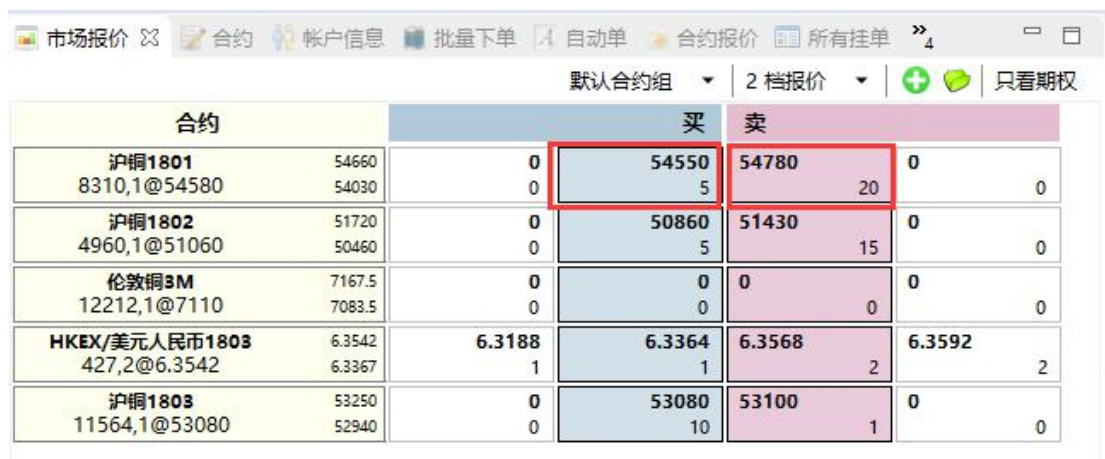 市场报价 合约 帐户信息 批量下单 自动单 合约报价 所有挂单 »4
默认合约组 2 档报价 只看期权
合约 买 卖
沪铜1801 54660 0 54550 54780 0
8310,1@54580 54030 0 5 20 0
沪铜1802 51720 0 50860 51430 0
4960,1@51060 50460 0 5 15 0
伦敦铜3M 7167.5 0 0 0 0
12212,1@7110 7083.5 0 0 0 0
HKEX/美元人民币1803 6.3542 6.3188 6.3364 6.3568 6.3592
427,2@6.3542 6.3367 1 1 2 2
沪铜1803 53250 0 53080 53100 0
11564,1@53080 52940 0 10 1 0